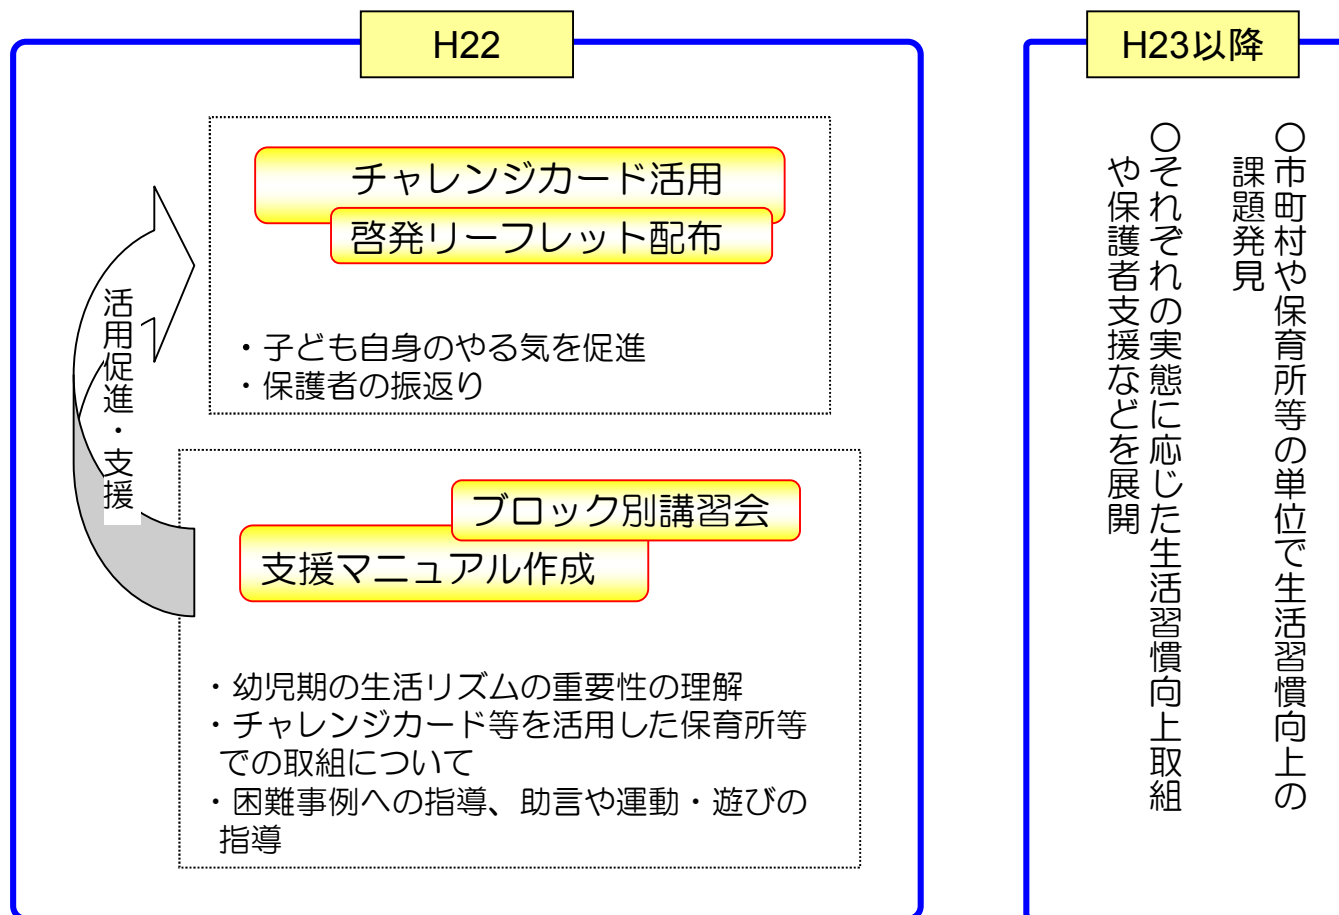 H22
チャレンジカード活用
啓発リーフレット配布
・子ども自身のやる気を促進
・保護者の振返り
活用促進・支援
ブロック別講習会
支援マニュアル作成
・幼児期の生活リズムの重要性の理解
・チャレンジカード等を活用した保育所等
での取組について
・困難事例への指導、助言や運動・遊びの
指導
H23以降
○市町村や保育所等の単位で生活習慣向上の
課題発見
○それぞれの実態に応じた生活習慣向上取組
や保護者支援などを展開